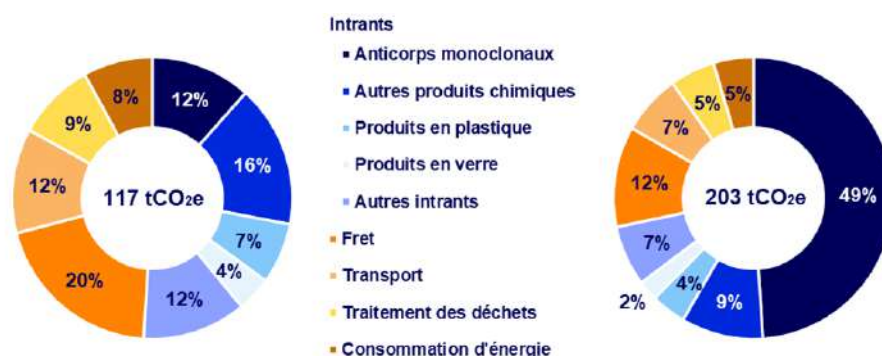 8%
12%
9%
16%
12%
117 tCO₂e
7%
4%
20%
12%
Intrants
Anticorps monoclonaux
Autres produits chimiques
Produits en plastique
Produits en verre
Autres intrants
Fret
Transport
Traitement des déchets
Consommation d'énergie
5%
5%
7%
12%
203 tCO₂e
49%
7%
2%
4%
9%